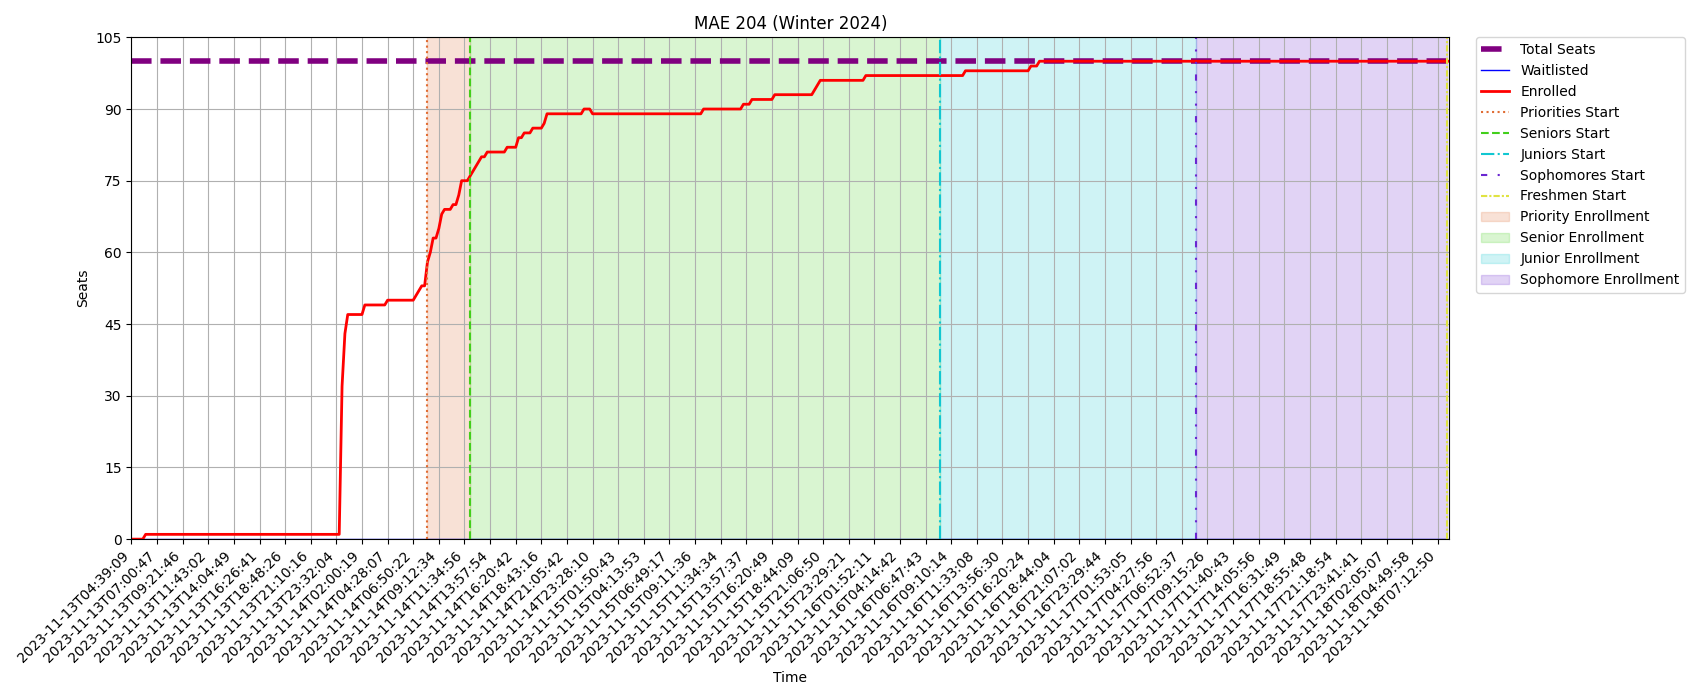 MAE 204 (Winter 2024)
105
90
75
60
45
30
15
0
Seats
2023-11-13T04:39:09
2023-11-13T07:00:47
2023-11-13T09:21:46
2023-11-13T11:43:02
2023-11-13T14:04:49
2023-11-13T16:26:41
2023-11-13T18:48:26
2023-11-13T21:10:16
2023-11-13T23:32:04
2023-11-14T02:00:19
2023-11-14T04:28:07
2023-11-14T06:50:22
2023-11-14T09:12:34
2023-11-14T11:34:56
2023-11-14T13:57:54
2023-11-14T16:20:42
2023-11-14T18:43:16
2023-11-14T21:05:42
2023-11-14T23:28:10
2023-11-15T01:50:43
2023-11-15T04:13:53
2023-11-15T06:49:17
2023-11-15T09:11:36
2023-11-15T11:34:34
2023-11-15T13:57:37
2023-11-15T16:20:49
2023-11-15T18:44:09
2023-11-15T21:06:50
2023-11-15T23:29:21
2023-11-16T01:52:11
2023-11-16T04:14:42
2023-11-16T06:47:43
2023-11-16T09:10:14
2023-11-16T11:33:08
2023-11-16T13:56:30
2023-11-16T16:20:24
2023-11-16T18:44:04
2023-11-16T21:07:02
2023-11-16T23:29:44
2023-11-17T01:53:05
2023-11-17T04:27:56
2023-11-17T06:52:37
2023-11-17T09:15:26
2023-11-17T11:40:43
2023-11-17T14:05:56
2023-11-17T16:31:49
2023-11-17T18:55:48
2023-11-17T21:18:54
2023-11-17T23:41:41
2023-11-18T02:05:07
2023-11-18T04:49:58
2023-11-18T07:12:50
Time
Total Seats
Waitlisted
Enrolled
Priorities Start
Seniors Start
Juniors Start
Sophomores Start
Freshmen Start
Priority Enrollment
Senior Enrollment
Junior Enrollment
Sophomore Enrollment